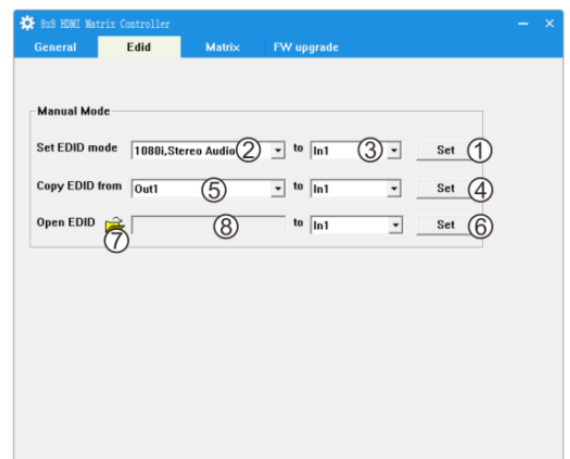 8x8 HDMI Matrix Controller
General Edid Matrix FW upgrade
Manual Mode
Set EDID mode 1080i,Stereo Audio ② to In1 ③ Set ①
Copy EDID from Out1 ⑤ to In1 Set ④
Open EDID ⑦ ⑧ to In1 Set ⑥